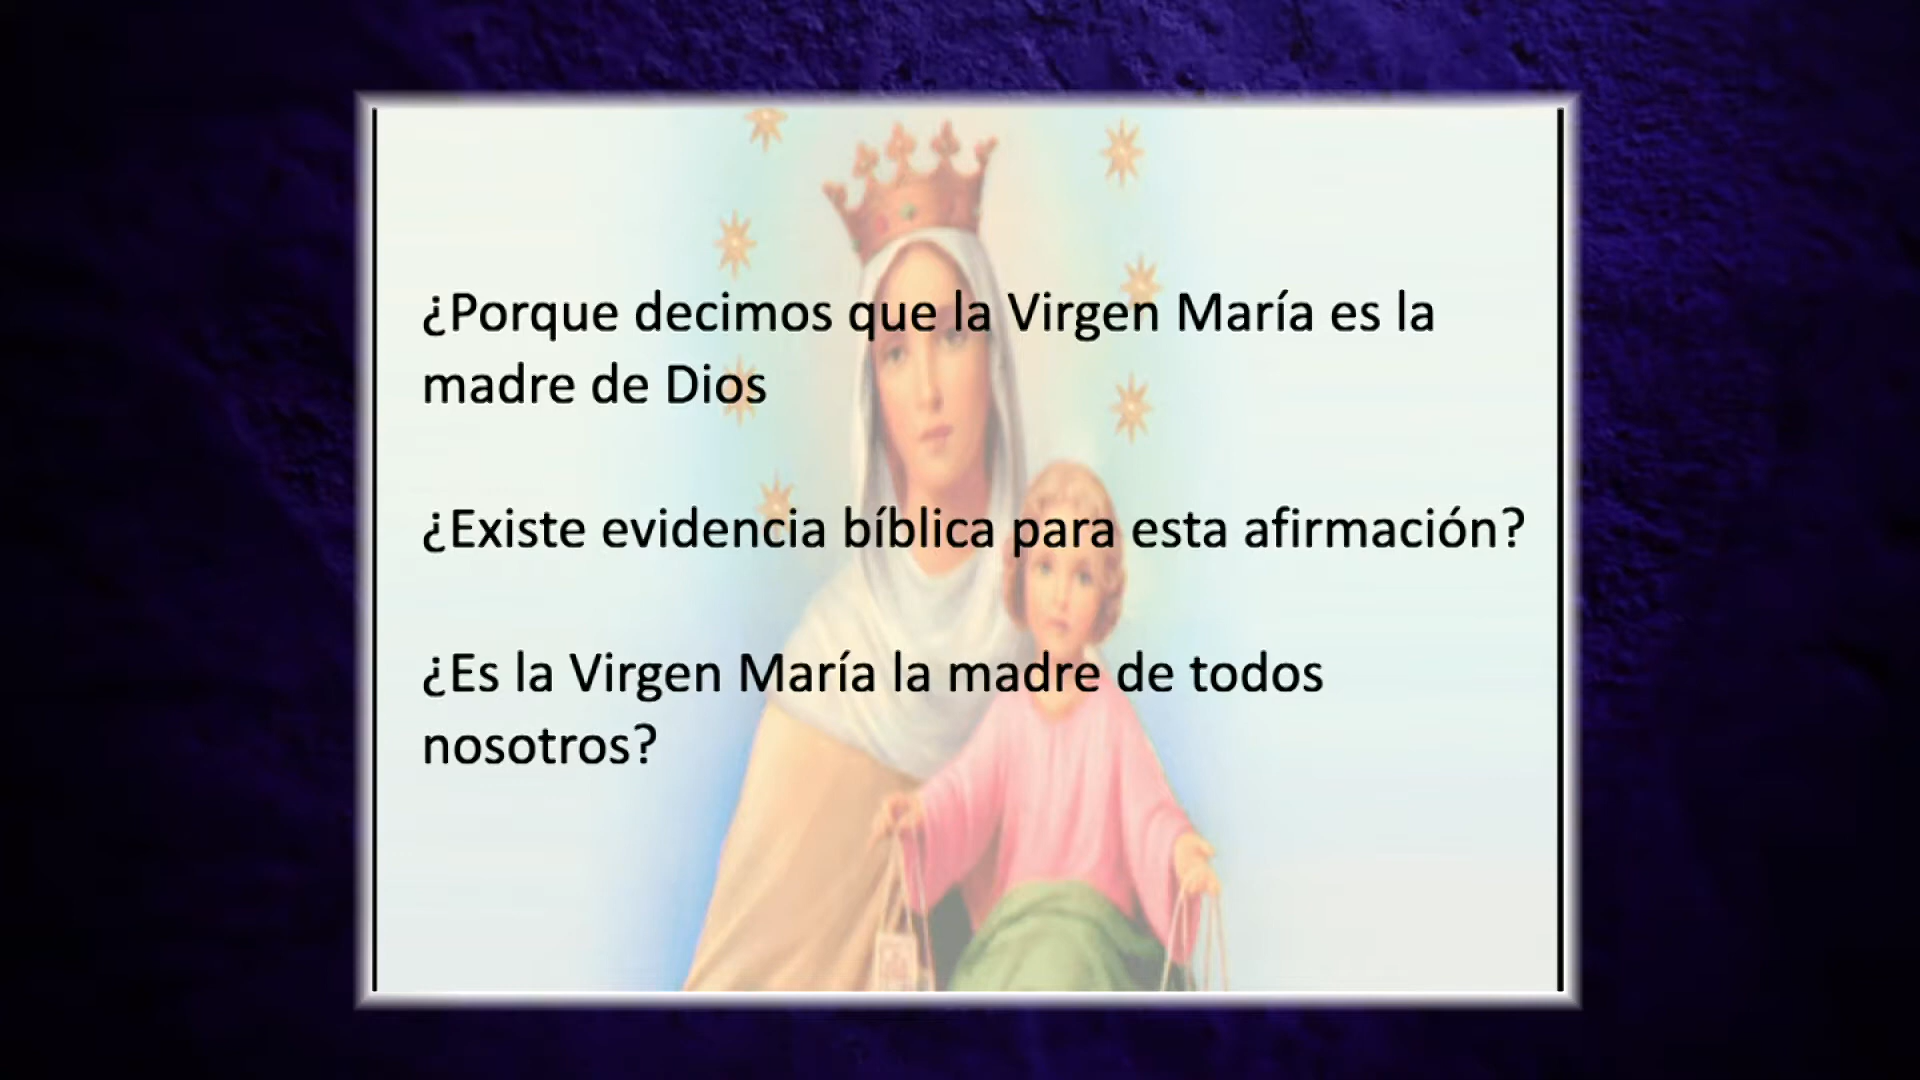 ¿Porque decimos que la Virgen María es la
madre de Dios
¿Existe evidencia bíblica para esta afirmación?
¿Es la Virgen María la madre de todos
nosotros?